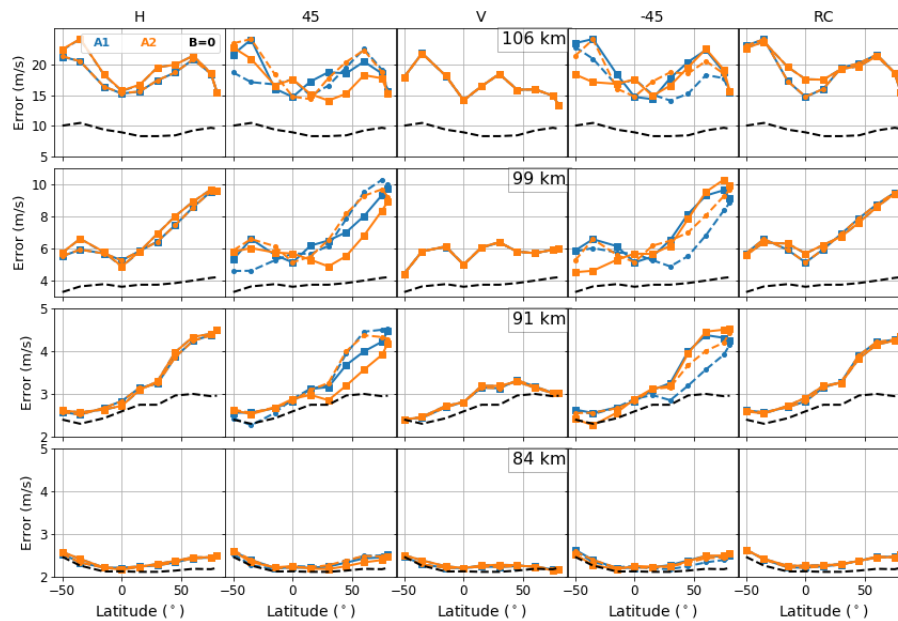 H 45 V -45 RC
A1 A2 B=0
106 km
Error (m/s)
20
15
10
5
99 km
Error (m/s)
10
8
6
4
91 km
Error (m/s)
5
4
3
2
84 km
Error (m/s)
5
4
3
2
−50 0 50 −50 0 50 −50 0 50 −50 0 50 −50 0 50
Latitude (°) Latitude (°) Latitude (°) Latitude (°) Latitude (°)